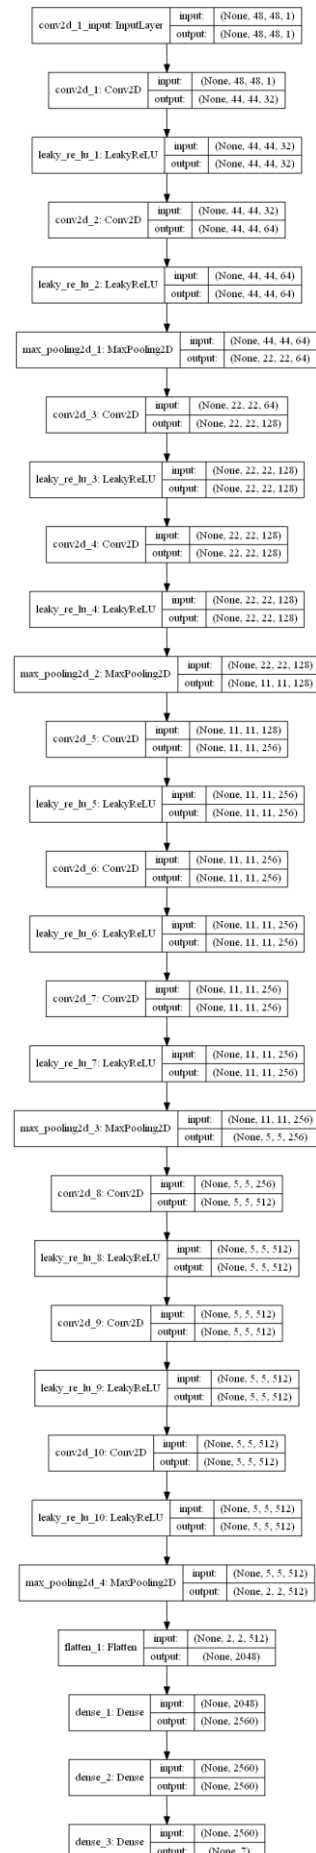 conv2d_1_input: InputLayer input: (None, 48, 48, 1)
output: (None, 48, 48, 1)
conv2d_1: Conv2D input: (None, 48, 48, 1)
output: (None, 44, 44, 32)
leaky_re_lu_1: LeakyReLU input: (None, 44, 44, 32)
output: (None, 44, 44, 32)
conv2d_2: Conv2D input: (None, 44, 44, 32)
output: (None, 44, 44, 64)
leaky_re_lu_2: LeakyReLU input: (None, 44, 44, 64)
output: (None, 44, 44, 64)
max_pooling2d_1: MaxPooling2D input: (None, 44, 44, 64)
output: (None, 22, 22, 64)
conv2d_3: Conv2D input: (None, 22, 22, 64)
output: (None, 22, 22, 128)
leaky_re_lu_3: LeakyReLU input: (None, 22, 22, 128)
output: (None, 22, 22, 128)
conv2d_4: Conv2D input: (None, 22, 22, 128)
output: (None, 22, 22, 128)
leaky_re_lu_4: LeakyReLU input: (None, 22, 22, 128)
output: (None, 22, 22, 128)
max_pooling2d_2: MaxPooling2D input: (None, 22, 22, 128)
output: (None, 11, 11, 128)
conv2d_5: Conv2D input: (None, 11, 11, 128)
output: (None, 11, 11, 256)
leaky_re_lu_5: LeakyReLU input: (None, 11, 11, 256)
output: (None, 11, 11, 256)
conv2d_6: Conv2D input: (None, 11, 11, 256)
output: (None, 11, 11, 256)
leaky_re_lu_6: LeakyReLU input: (None, 11, 11, 256)
output: (None, 11, 11, 256)
conv2d_7: Conv2D input: (None, 11, 11, 256)
output: (None, 11, 11, 256)
leaky_re_lu_7: LeakyReLU input: (None, 11, 11, 256)
output: (None, 11, 11, 256)
max_pooling2d_3: MaxPooling2D input: (None, 11, 11, 256)
output: (None, 5, 5, 256)
conv2d_8: Conv2D input: (None, 5, 5, 256)
output: (None, 5, 5, 512)
leaky_re_lu_8: LeakyReLU input: (None, 5, 5, 512)
output: (None, 5, 5, 512)
conv2d_9: Conv2D input: (None, 5, 5, 512)
output: (None, 5, 5, 512)
leaky_re_lu_9: LeakyReLU input: (None, 5, 5, 512)
output: (None, 5, 5, 512)
conv2d_10: Conv2D input: (None, 5, 5, 512)
output: (None, 5, 5, 512)
leaky_re_lu_10: LeakyReLU input: (None, 5, 5, 512)
output: (None, 5, 5, 512)
max_pooling2d_4: MaxPooling2D input: (None, 5, 5, 512)
output: (None, 2, 2, 512)
flatten_1: Flatten input: (None, 2, 2, 512)
output: (None, 2048)
dense_1: Dense input: (None, 2048)
output: (None, 2560)
dense_2: Dense input: (None, 2560)
output: (None, 2560)
dense_3: Dense input: (None, 2560)
output: (None, 7)